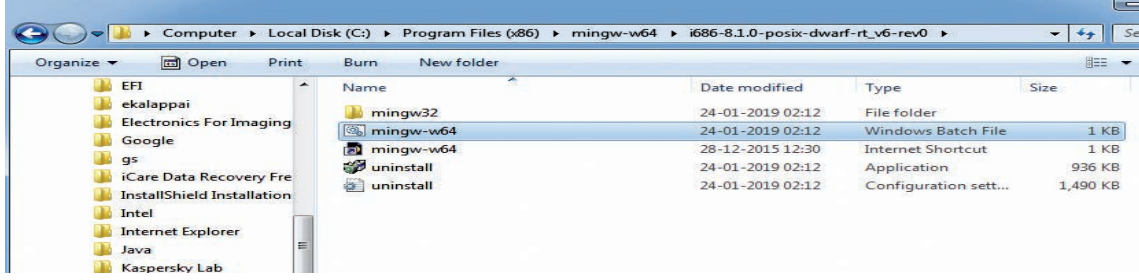 Computer ▸ Local Disk (C:) ▸ Program Files (x86) ▸ mingw-w64 ▸ i686-8.1.0-posix-dwarf-rt_v6-rev0 ▸
Organize Open Print Burn New folder
Name Date modified Type Size
EFI
ekalappai
Electronics For Imaging
Google
gs
iCare Data Recovery Fre
InstallShield Installation
Intel
Internet Explorer
Java
Kaspersky Lab
mingw32 24-01-2019 02:12 File folder
mingw-w64 24-01-2019 02:12 Windows Batch File 1 KB
mingw-w64 28-12-2015 12:30 Internet Shortcut 1 KB
uninstall 24-01-2019 02:12 Application 936 KB
uninstall 24-01-2019 02:12 Configuration sett... 1,490 KB